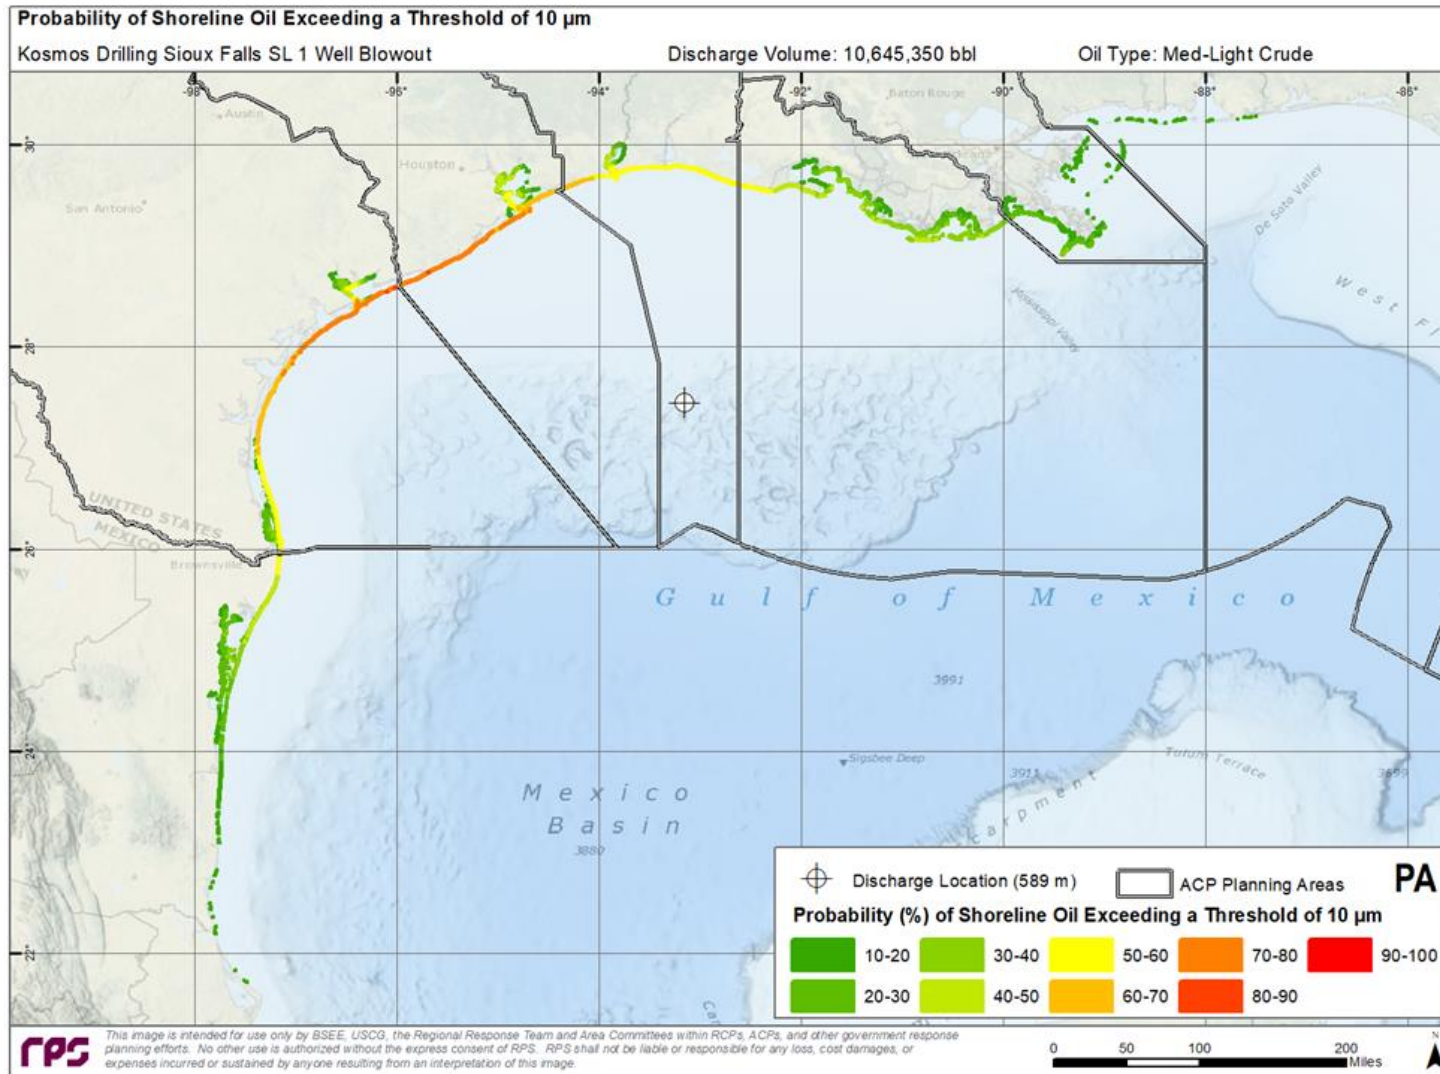 Probability of Shoreline Oil Exceeding a Threshold of 10 µm
Kosmos Drilling Sioux Falls SL 1 Well Blowout Discharge Volume: 10,645,350 bbl Oil Type: Med-Light Crude
-98° -96° -94° -92° -90° -88° -86°
Austin
Baton Rouge
30°
Houston
San Antonio
De Soto Valley
West Fl
Mississippi Valley
28°
UNITED STATES
MEXICO
26°
Brownsville
Gulf of Mexico
3991
24°
Sigsbee Deep
Tulum Terrace
3911
3699
Mexico
Basin
carpment
3880
22°
Discharge Location (589 m) ACP Planning Areas PA
Probability (%) of Shoreline Oil Exceeding a Threshold of 10 µm
10-20 30-40 50-60 70-80 90-100
20-30 40-50 60-70 80-90
rps
This image is intended for use only by BSEE, USCG, the Regional Response Team and Area Committees within RCPs, ACPs, and other government response
planning efforts. No other use is authorized without the express consent of RPS. RPS shall not be liable or responsible for any loss, cost damages, or
expenses incurred or sustained by anyone resulting from an interpretation of this image.
0 50 100 200
Miles
N